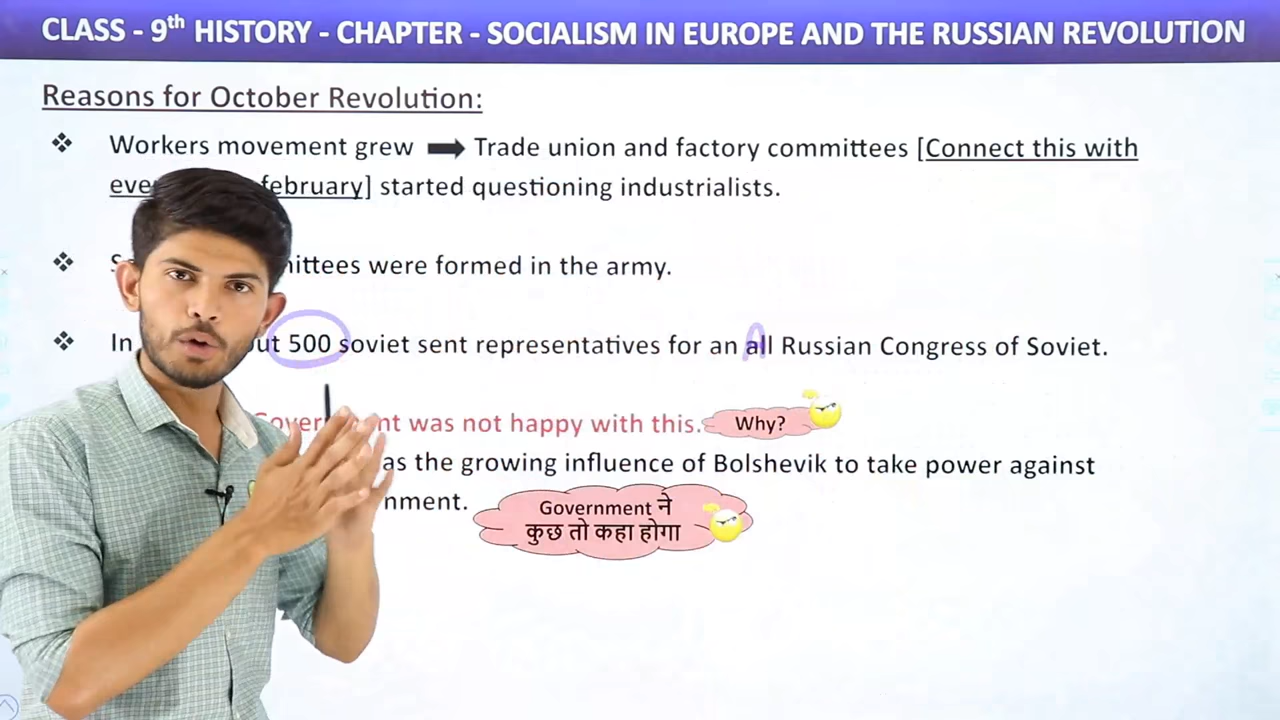 CLASS - 9th HISTORY - CHAPTER - SOCIALISM IN EUROPE AND THE RUSSIAN REVOLUTION
Reasons for October Revolution:
❖ Workers movement grew ➡ Trade union and factory committees [Connect this with
february] started questioning industrialists.
❖ were formed in the army.
❖ In 500 soviet sent representatives for an all Russian Congress of Soviet.
Government was not happy with this. Why?
as the growing influence of Bolshevik to take power against
Government ने
कुछ तो कहा होगा